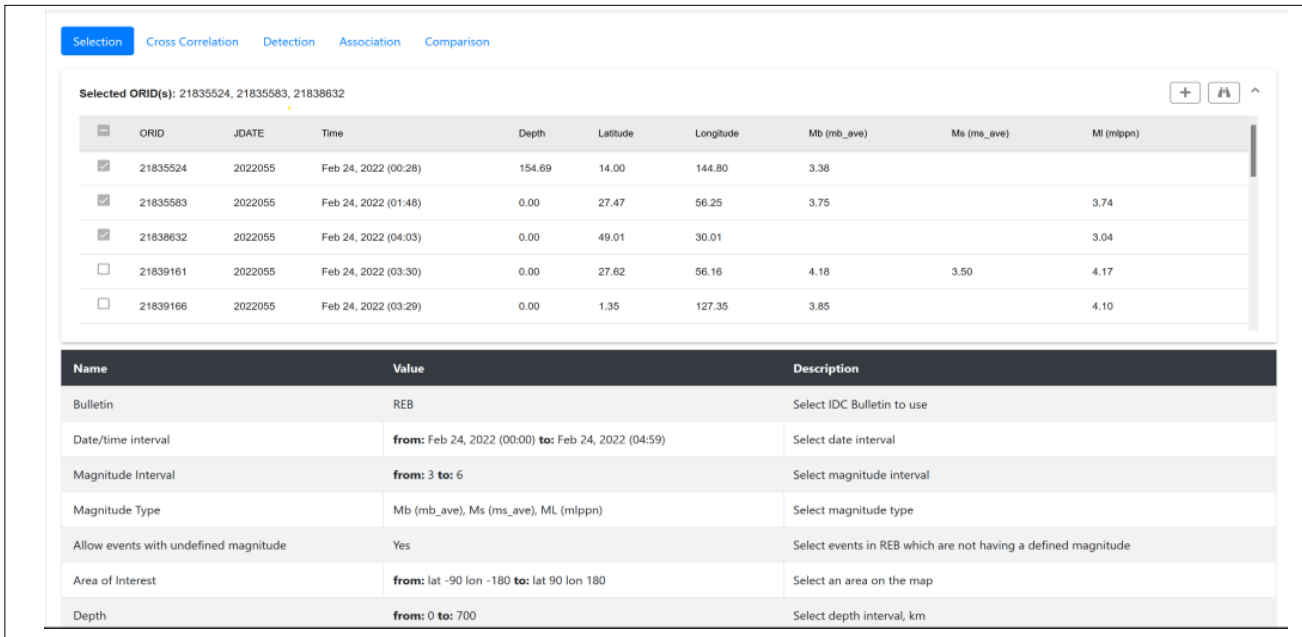 Selection Cross Correlation Detection Association Comparison
Selected ORID(s): 21835524, 21835583, 21838632
ORID JDATE Time Depth Latitude Longitude Mb (mb_ave) Ms (ms_ave) Ml (mlppn)
21835524 2022055 Feb 24, 2022 (00:28) 154.69 14.00 144.80 3.38
21835583 2022055 Feb 24, 2022 (01:48) 0.00 27.47 56.25 3.75 3.74
21838632 2022055 Feb 24, 2022 (04:03) 0.00 49.01 30.01 3.04
21839161 2022055 Feb 24, 2022 (03:30) 0.00 27.62 56.16 4.18 3.50 4.17
21839166 2022055 Feb 24, 2022 (03:29) 0.00 1.35 127.35 3.85 4.10
Name Value Description
Bulletin REB Select IDC Bulletin to use
Date/time interval from: Feb 24, 2022 (00:00) to: Feb 24, 2022 (04:59) Select date interval
Magnitude Interval from: 3 to: 6 Select magnitude interval
Magnitude Type Mb (mb_ave), Ms (ms_ave), ML (mlppn) Select magnitude type
Allow events with undefined magnitude Yes Select events in REB which are not having a defined magnitude
Area of Interest from: lat -90 lon -180 to: lat 90 lon 180 Select an area on the map
Depth from: 0 to: 700 Select depth interval, km